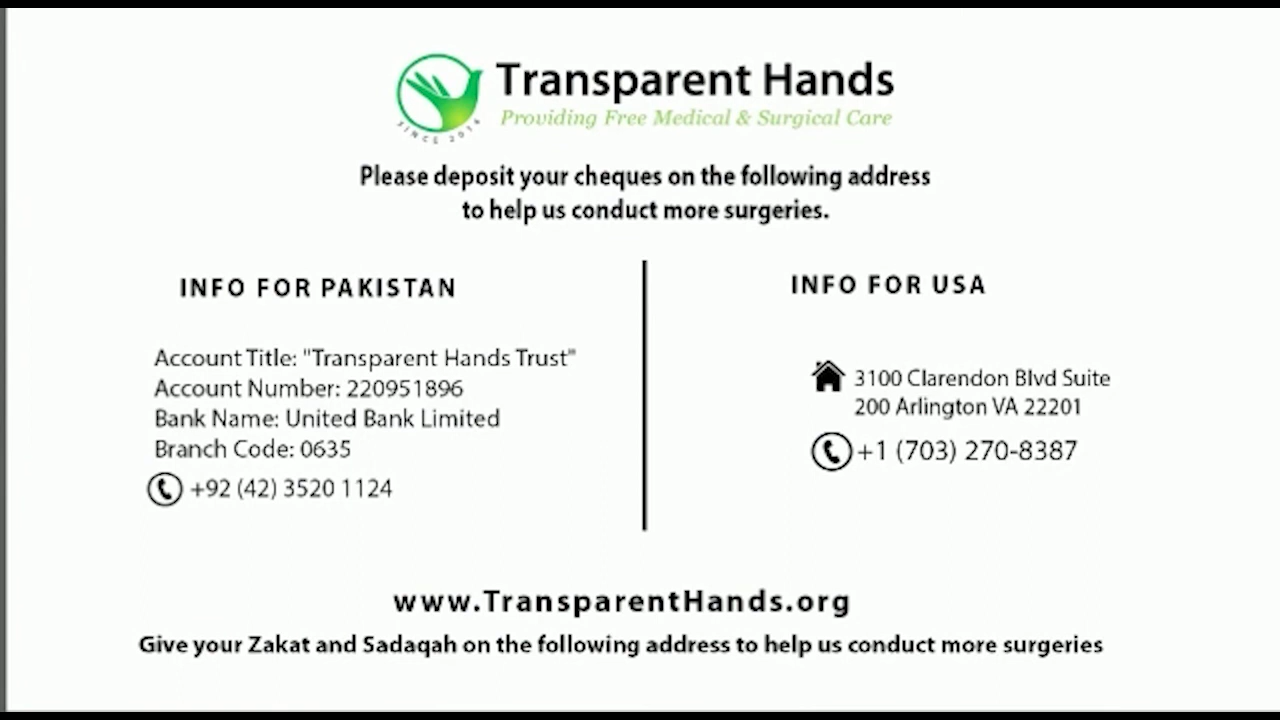 Transparent Hands
Providing Free Medical & Surgical Care
SINCE 2014
Please deposit your cheques on the following address
to help us conduct more surgeries.
INFO FOR PAKISTAN
Account Title: "Transparent Hands Trust"
Account Number: 220951896
Bank Name: United Bank Limited
Branch Code: 0635
+92 (42) 3520 1124
INFO FOR USA
3100 Clarendon Blvd Suite
200 Arlington VA 22201
+1 (703) 270-8387
www.TransparentHands.org
Give your Zakat and Sadaqah on the following address to help us conduct more surgeries